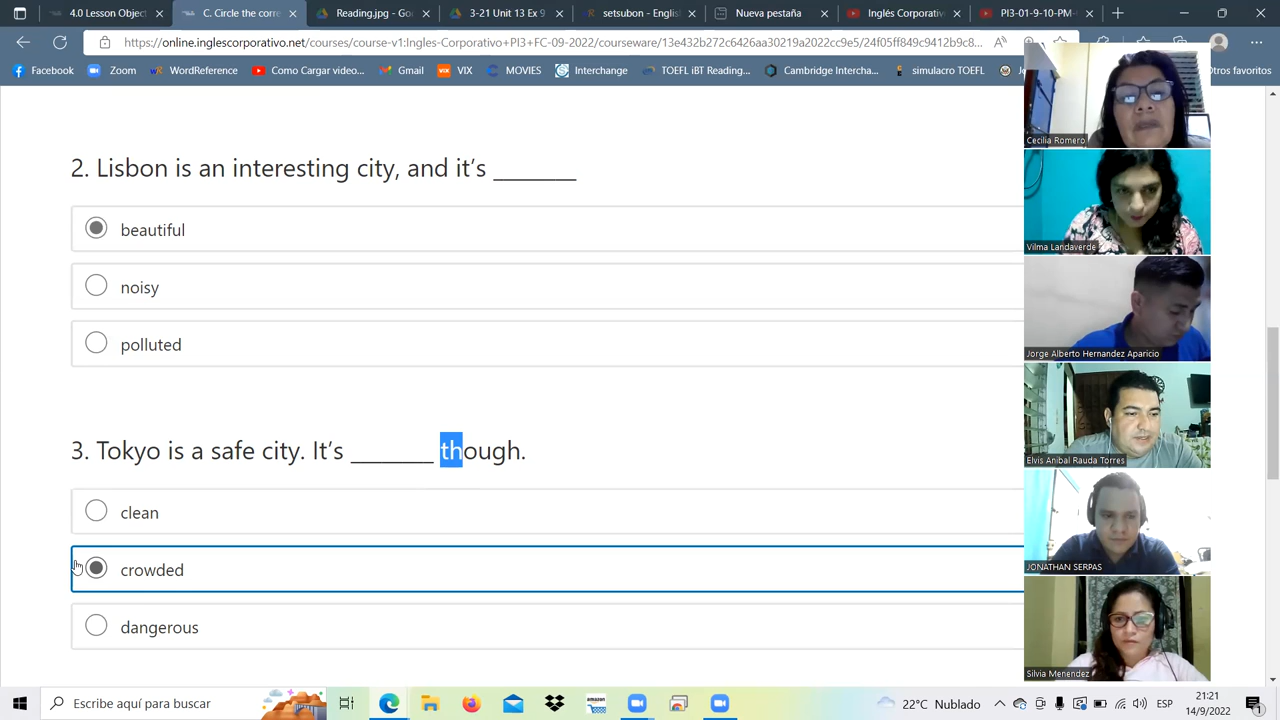 4.0 Lesson Object
C. Circle the corre
Reading.jpg - Go
3-21 Unit 13 Ex 9
setsubon - Englis
Nueva pestaña
Inglés Corporativ
PI3-01-9-10-PM-
https://online.inglescorporativo.net/courses/course-v1:Ingles-Corporativo+PI3+FC-09-2022/courseware/13e432b272c6426aa30219a2022cc9e5/24f05ff849c9412b9c8...
Facebook
Zoom
WordReference
Cómo Cargar video...
Gmail
VIX
MOVIES
Interchange
TOEFL iBT Reading
Cambridge Intercha...
acro TOEFL
Otros favoritos
2. Lisbon is an interesting city, and it's _______
beautiful
noisy
polluted
3. Tokyo is a safe city. It's _______ though.
clean
crowded
dangerous
Cecilia Romero
Vilma Landaverde
Jorge Alberto Hernandez Aparicio
Elvis Anibal Rauda Torres
JONATHAN SERPAS
Silvia Menendez
Escribe aquí para buscar
22°C Nublado
ESP
21:21
14/9/2022